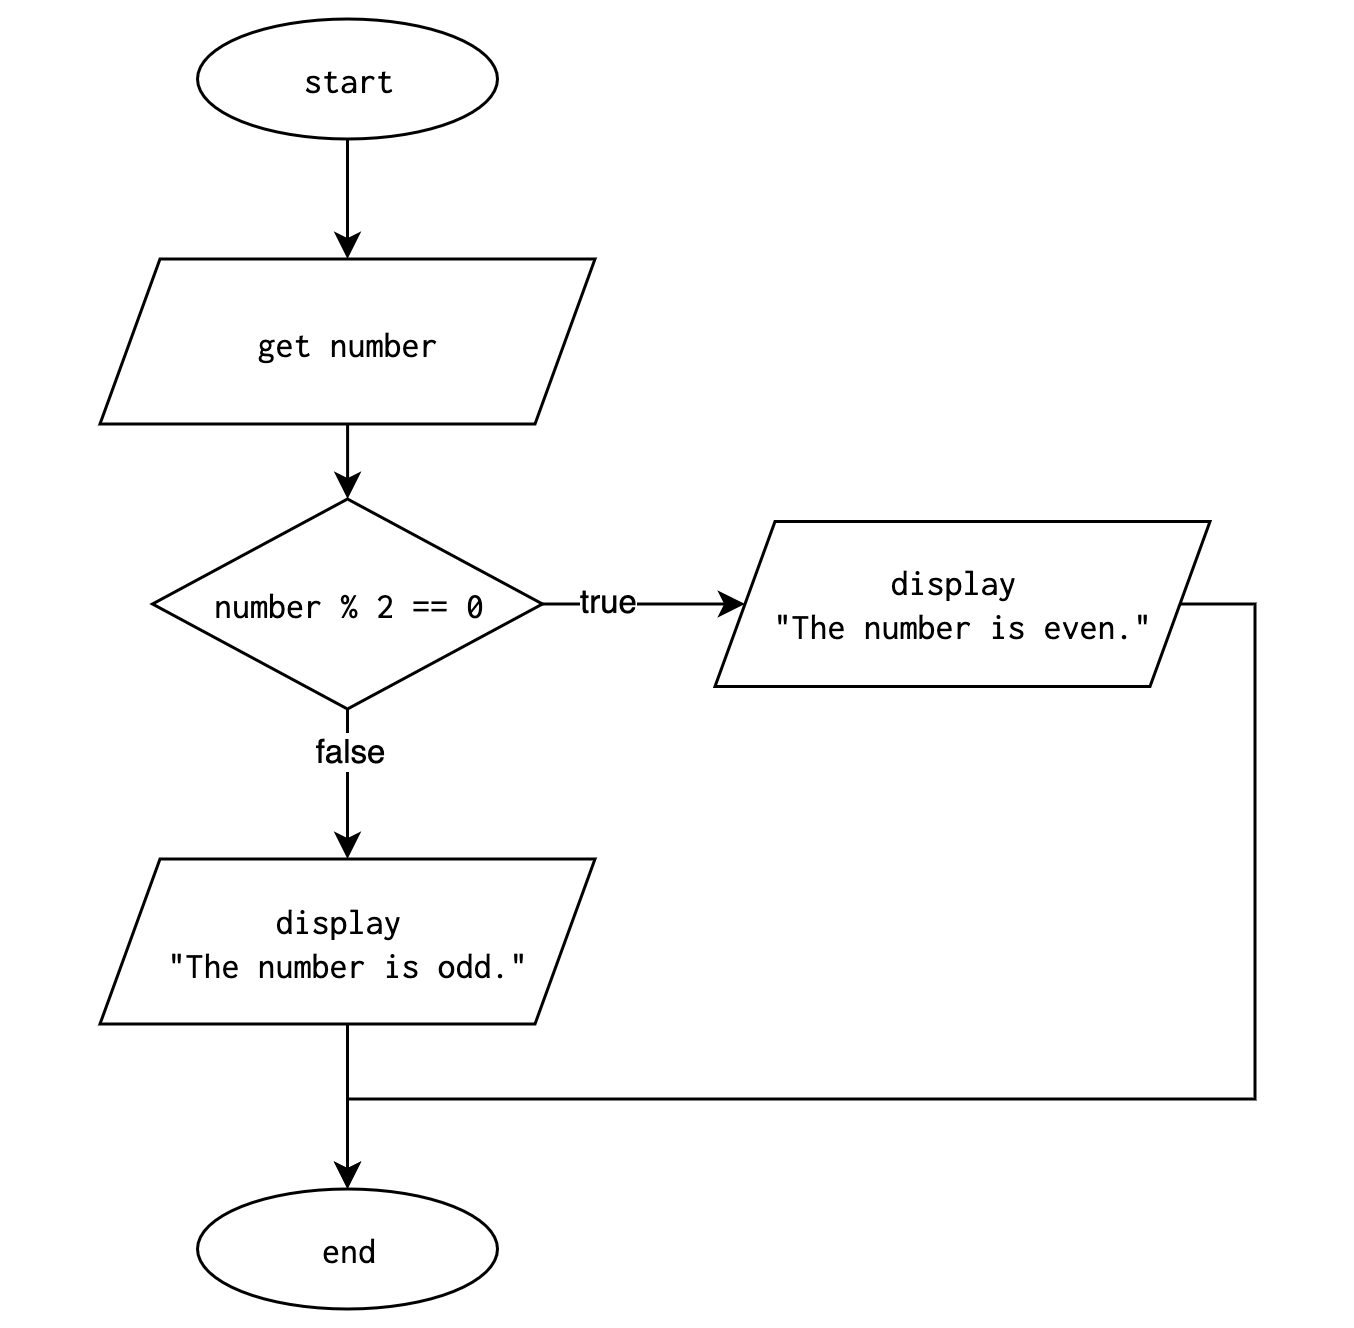 start
get number
number % 2 == 0
true
display
"The number is even."
false
display
"The number is odd."
end